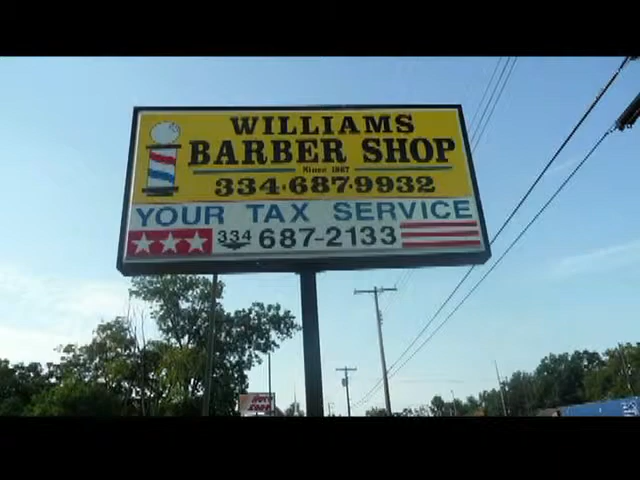 WILLIAMS
BARBER SHOP
Since 1967
334-687-9932
YOUR TAX SERVICE
334 687-2133